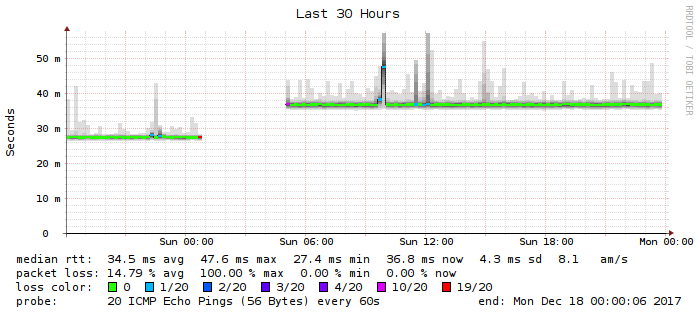 Last 30 Hours
RRDTOOL / TOBI OETIKER
Seconds
50 m
40 m
30 m
20 m
10 m
0
Sun 00:00 Sun 06:00 Sun 12:00 Sun 18:00 Mon 00:00
median rtt: 34.5 ms avg 47.6 ms max 27.4 ms min 36.8 ms now 4.3 ms sd 8.1 am/s
packet loss: 14.79 % avg 100.00 % max 0.00 % min 0.00 % now
loss color: 0 1/20 2/20 3/20 4/20 10/20 19/20
probe: 20 ICMP Echo Pings (56 Bytes) every 60s end: Mon Dec 18 00:00:06 2017